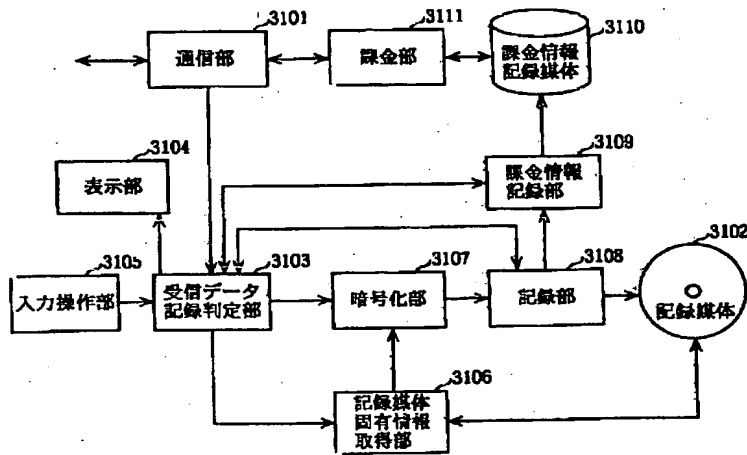 3101
通信部
3111
課金部
3110
課金情報
記録媒体
3104
表示部
3109
課金情報
記録部
3105
入力操作部
3103
受信データ
記録判定部
3107
暗号化部
3108
記録部
3102
記録媒体
3106
記録媒体
固有情報
取得部